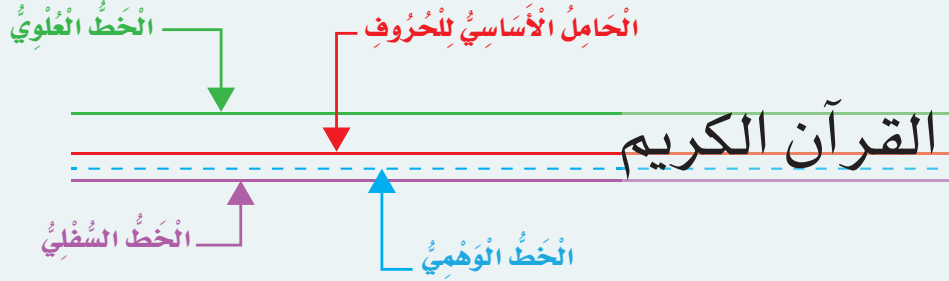 الْحَامِلُ الْأَسَاسِيُّ لِلْحُرُوفِ
الْخَطُّ الْعُلْوِيُّ
القرآن الكريم
الْخَطُّ الْوَهْمِيُّ
الْخَطُّ السُّفْلِيُّ